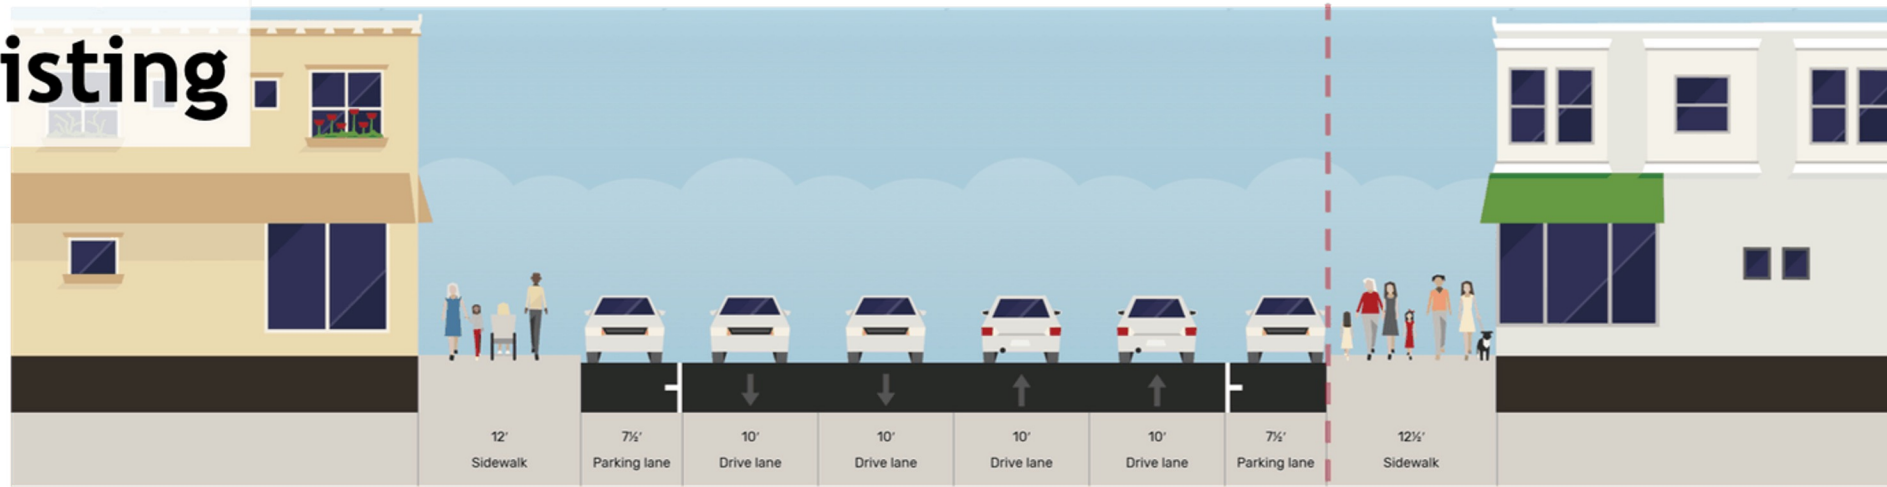 isting
12′ 7½′ 10′ 10′ 10′ 10′ 7½′ 12½′
Sidewalk Parking lane Drive lane Drive lane Drive lane Drive lane Parking lane Sidewalk